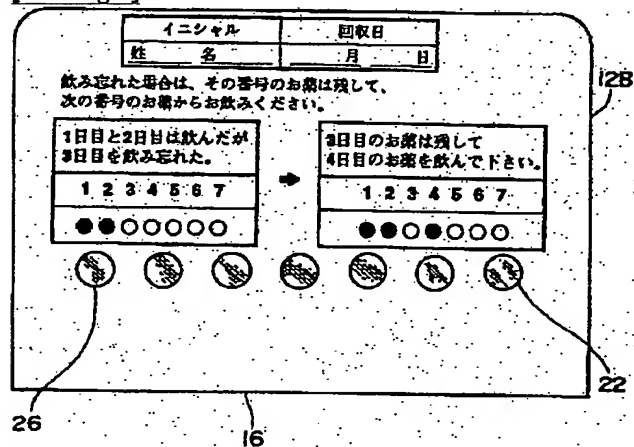 イニシャル 回収日
姓 名 月 日
12B
飲み忘れた場合は、その番号のお薬は残して、
次の番号のお薬からお飲みください。
1日目と2日目は飲んだが
3日目を飲み忘れた。
1 2 3 4 5 6 7
3日目のお薬は残して
4日目のお薬を飲んで下さい。
1 2 3 4 5 6 7
22
26
16